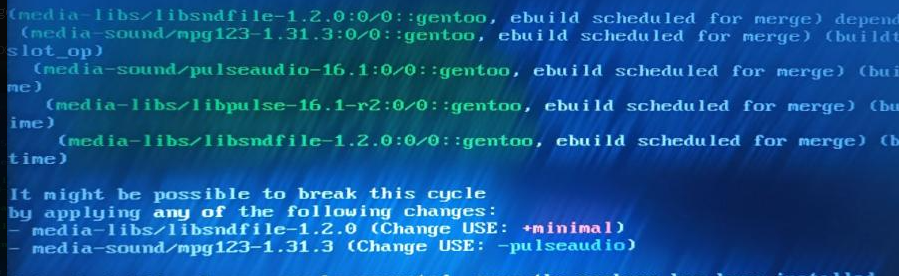 (media-libs/libsndfile-1.2.0:0/0::gentoo, ebuild scheduled for merge) depend
(media-sound/mpg123-1.31.3:0/0::gentoo, ebuild scheduled for merge) (buildt
slot_op)
(media-sound/pulseaudio-16.1:0/0::gentoo, ebuild scheduled for merge) (bui
me)
(media-libs/libpulse-16.1-r2:0/0::gentoo, ebuild scheduled for merge) (bu
ime)
(media-libs/libsndfile-1.2.0:0/0::gentoo, ebuild scheduled for merge) (b
time)
It might be possible to break this cycle
by applying any of the following changes:
- media-libs/libsndfile-1.2.0 (Change USE: +minimal)
- media-sound/mpg123-1.31.3 (Change USE: -pulseaudio)